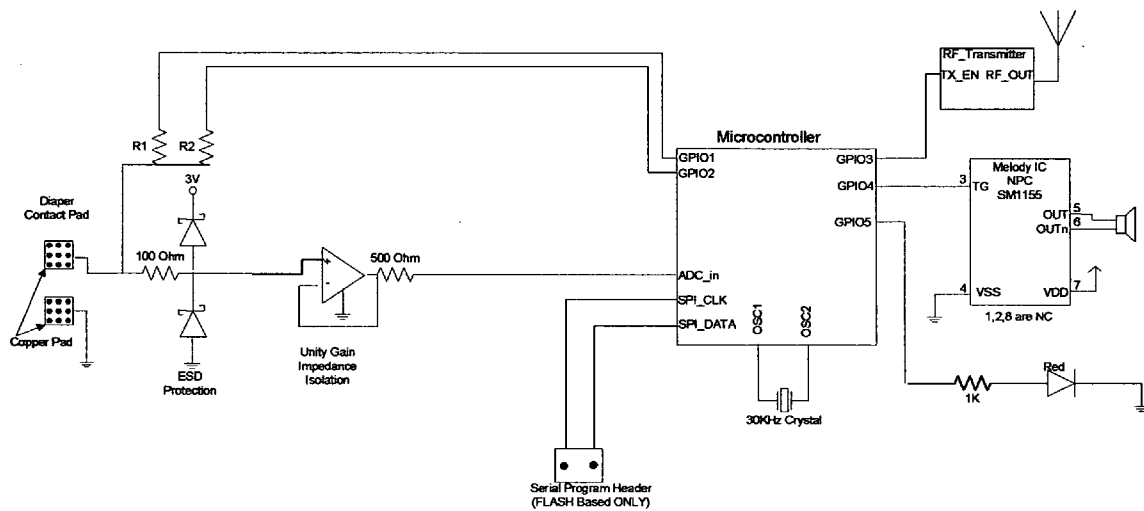 RF_Transmitter
TX_EN RF_OUT
R1
R2
Microcontroller
GPIO1
GPIO2
GPIO3
GPIO4
GPIO5
ADC_in
SPI_CLK
SPI_DATA
OSC1
OSC2
Melody IC
NPC
SM1155
3
TG
OUT
5
OUTn
6
4
VSS
VDD
7
1,2,8 are NC
3V
Diaper
Contact Pad
100 Ohm
500 Ohm
+
-
Copper Pad
ESD
Protection
Unity Gain
Impedance
Isolation
30KHz Crystal
Red
1K
Serial Program Header
(FLASH Based ONLY)